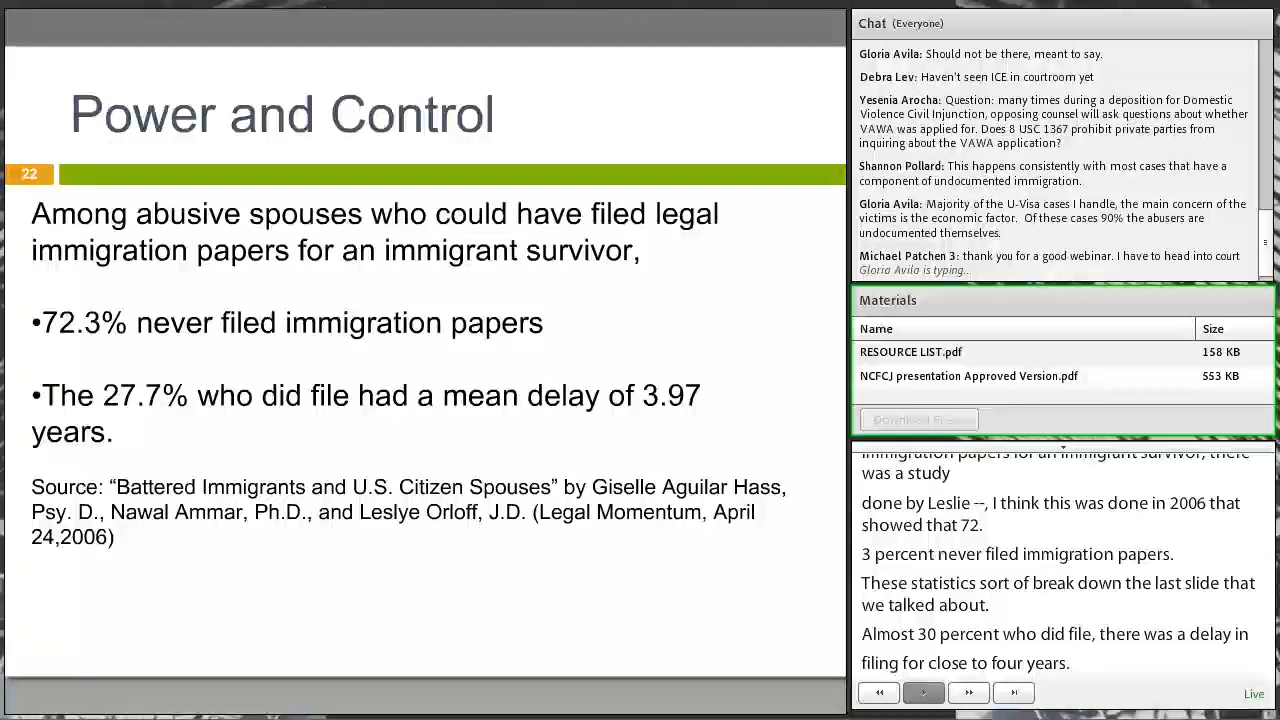 Power and Control
22
Among abusive spouses who could have filed legal
immigration papers for an immigrant survivor,
•72.3% never filed immigration papers
•The 27.7% who did file had a mean delay of 3.97
years.
Source: “Battered Immigrants and U.S. Citizen Spouses” by Giselle Aguilar Hass,
Psy. D., Nawal Ammar, Ph.D., and Leslye Orloff, J.D. (Legal Momentum, April
24,2006)
Chat (Everyone)
Gloria Avila: Should not be there, meant to say.
Debra Lev: Haven't seen ICE in courtroom yet
Yesenia Arocha: Question: many times during a deposition for Domestic
Violence Civil Injunction, opposing counsel will ask questions about whether
VAWA was applied for. Does 8 USC 1367 prohibit private parties from
inquiring about the VAWA application?
Shannon Pollard: This happens consistently with most cases that have a
component of undocumented immigration.
Gloria Avila: Majority of the U-Visa cases I handle, the main concern of the
victims is the economic factor. Of these cases 90% the abusers are
undocumented themselves.
Michael Patchen 3: thank you for a good webinar. I have to head into court
Gloria Avila is typing...
Materials
Name Size
RESOURCE LIST.pdf 158 KB
NCFCJ presentation Approved Version.pdf 553 KB
immigration papers for an immigrant survivor, there
was a study
done by Leslie --, I think this was done in 2006 that
showed that 72.
3 percent never filed immigration papers.
These statistics sort of break down the last slide that
we talked about.
Almost 30 percent who did file, there was a delay in
filing for close to four years.
Live